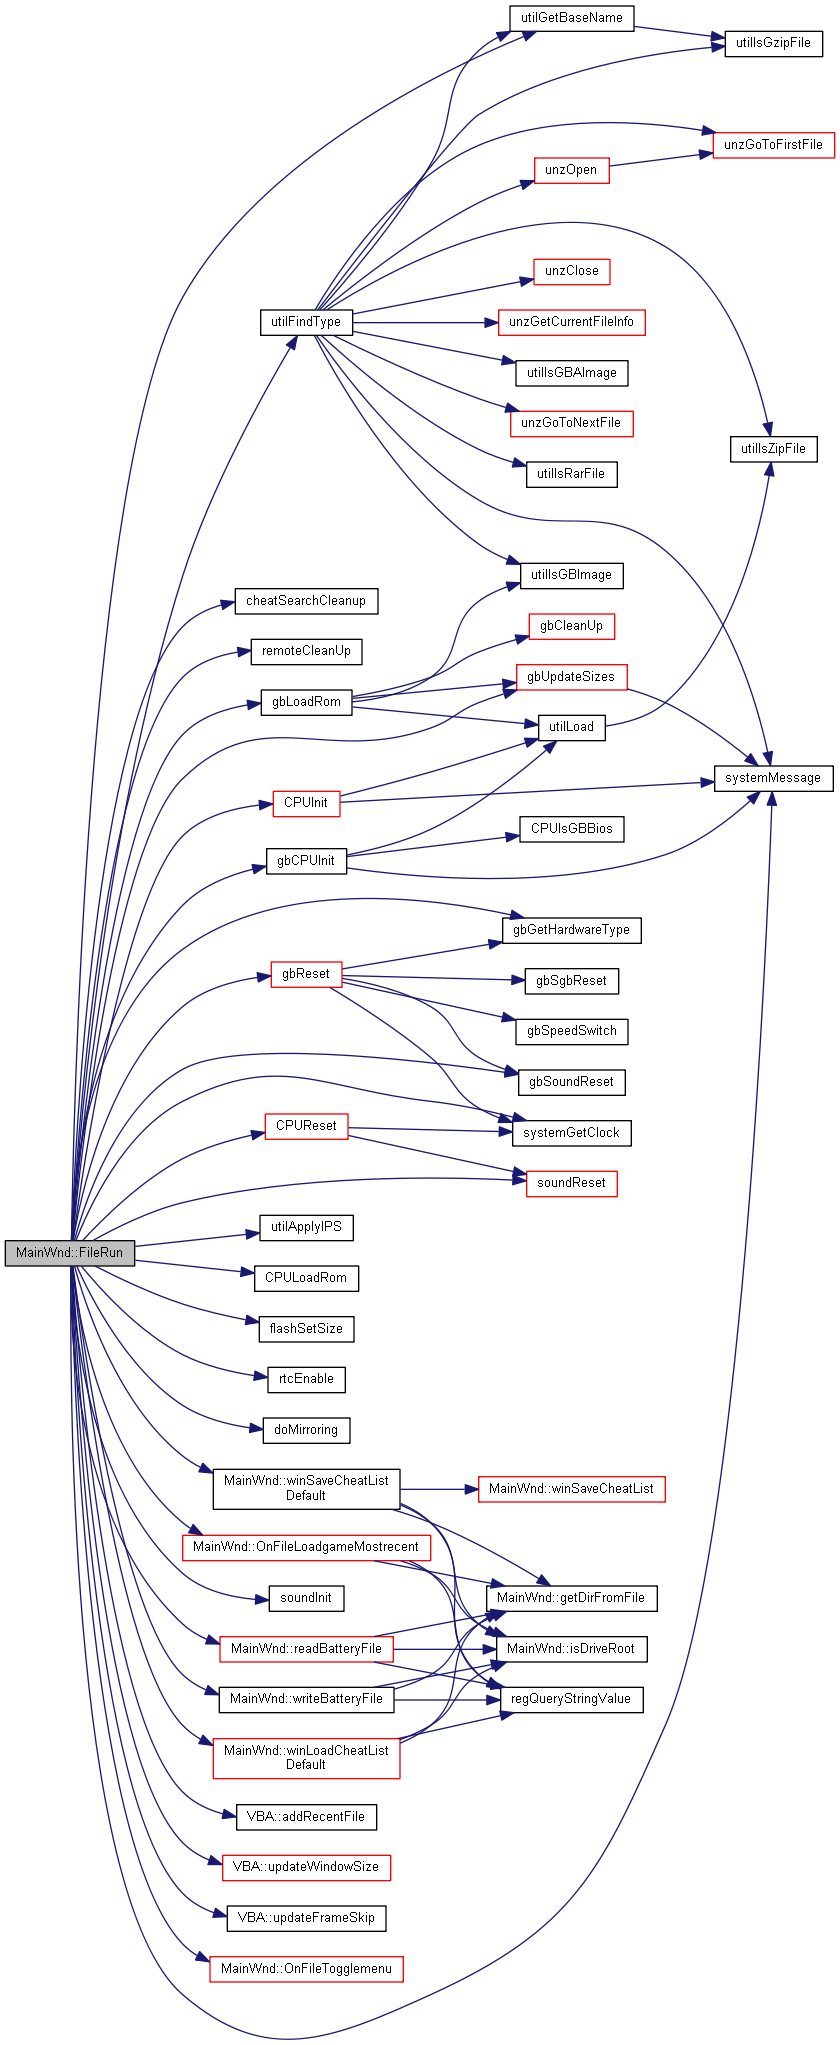 utilGetBaseName
utilIsGzipFile
unzGoToFirstFile
unzOpen
unzClose
utilFindType
unzGetCurrentFileInfo
utilIsGBAImage
unzGoToNextFile
utilIsZipFile
utilIsRarFile
utilIsGBImage
cheatSearchCleanup
gbCleanUp
remoteCleanUp
gbUpdateSizes
gbLoadRom
utilLoad
systemMessage
CPUInit
CPUIsGBBios
gbCPUInit
gbGetHardwareType
gbReset
gbSgbReset
gbSpeedSwitch
gbSoundReset
CPUReset
systemGetClock
soundReset
utilApplyIPS
MainWnd::FileRun
CPULoadRom
flashSetSize
rtcEnable
doMirroring
MainWnd::winSaveCheatList
Default
MainWnd::winSaveCheatList
MainWnd::OnFileLoadgameMostrecent
soundInit
MainWnd::getDirFromFile
MainWnd::readBatteryFile
MainWnd::isDriveRoot
MainWnd::writeBatteryFile
regQueryStringValue
MainWnd::winLoadCheatList
Default
VBA::addRecentFile
VBA::updateWindowSize
VBA::updateFrameSkip
MainWnd::OnFileTogglemenu